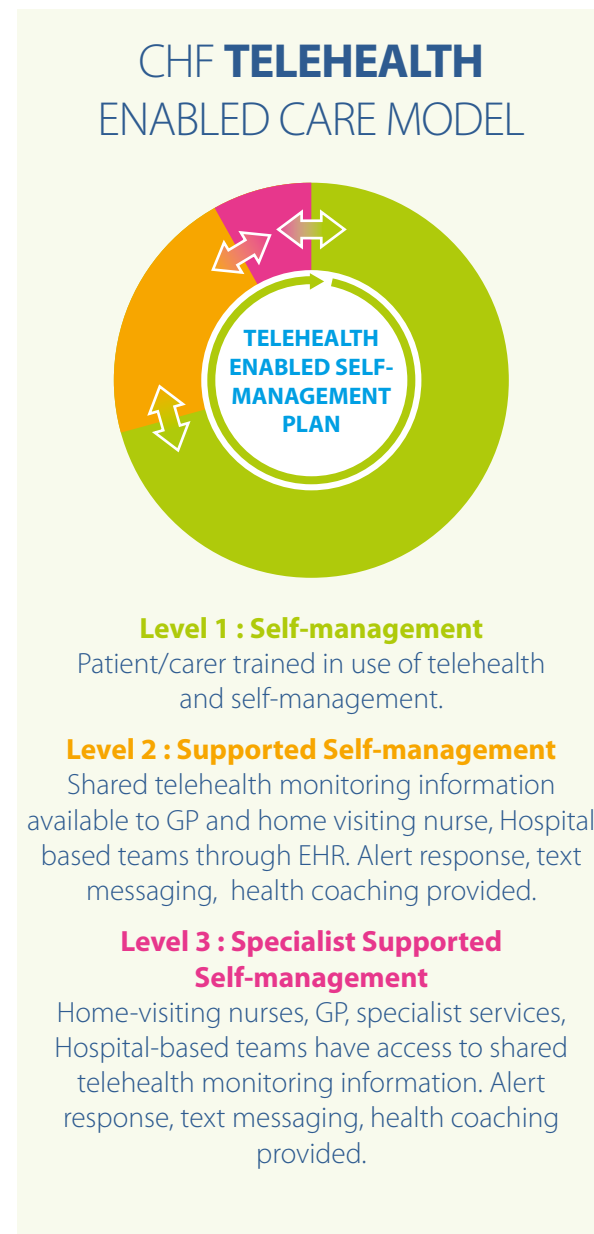 CHF TELEHEALTH
ENABLED CARE MODEL
TELEHEALTH
ENABLED SELF-
MANAGEMENT
PLAN
Level 1 : Self-management
Patient/carer trained in use of telehealth
and self-management.
Level 2 : Supported Self-management
Shared telehealth monitoring information
available to GP and home visiting nurse, Hospital
based teams through EHR. Alert response, text
messaging,  health coaching provided.
Level 3 : Specialist Supported
Self-management
Home-visiting nurses, GP, specialist services,
Hospital-based teams have access to shared
telehealth monitoring information. Alert
response, text messaging, health coaching
provided.